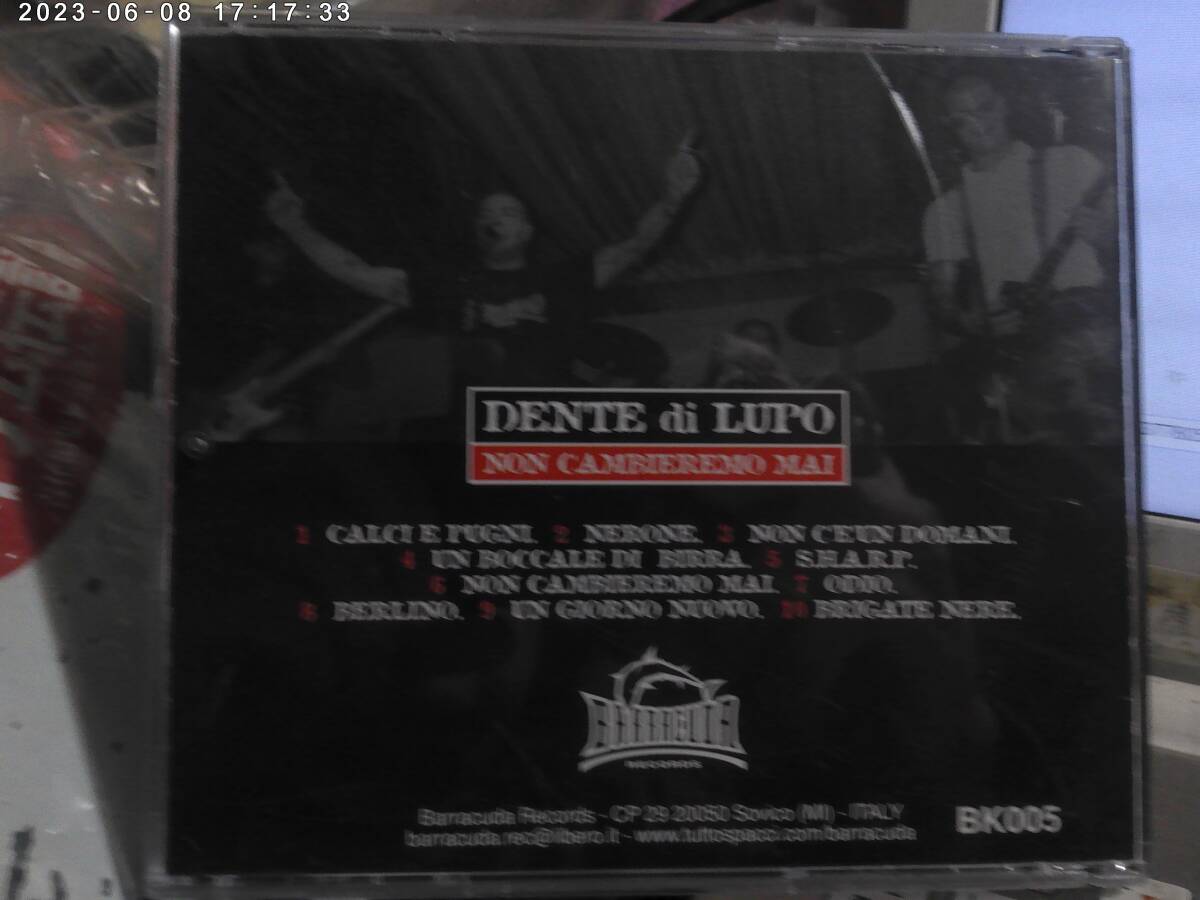 2023-06-08 17:17:33
DENTE di LUPO
NON CAMBIEREMO MAI
1 CALCI E PUGNI. 2 NERONE. 3 NON C'E'UN DOMANI.
4 UN BOCCALE DI BIRRA. 5 S.H.A.R.P..
6 NON CAMBIEREMO MAI. 7 ODIO.
8 BERLINO. 9 UN GIORNO NUOVO. 10 BRIGATE NERE.
BARRACUDA
RECORDS
Barracuda Records - CP 29 20050 Sovico (MI) - ITALY
barracuda.rec@libero.it - www.tuttospacci.com/barracuda
BK005